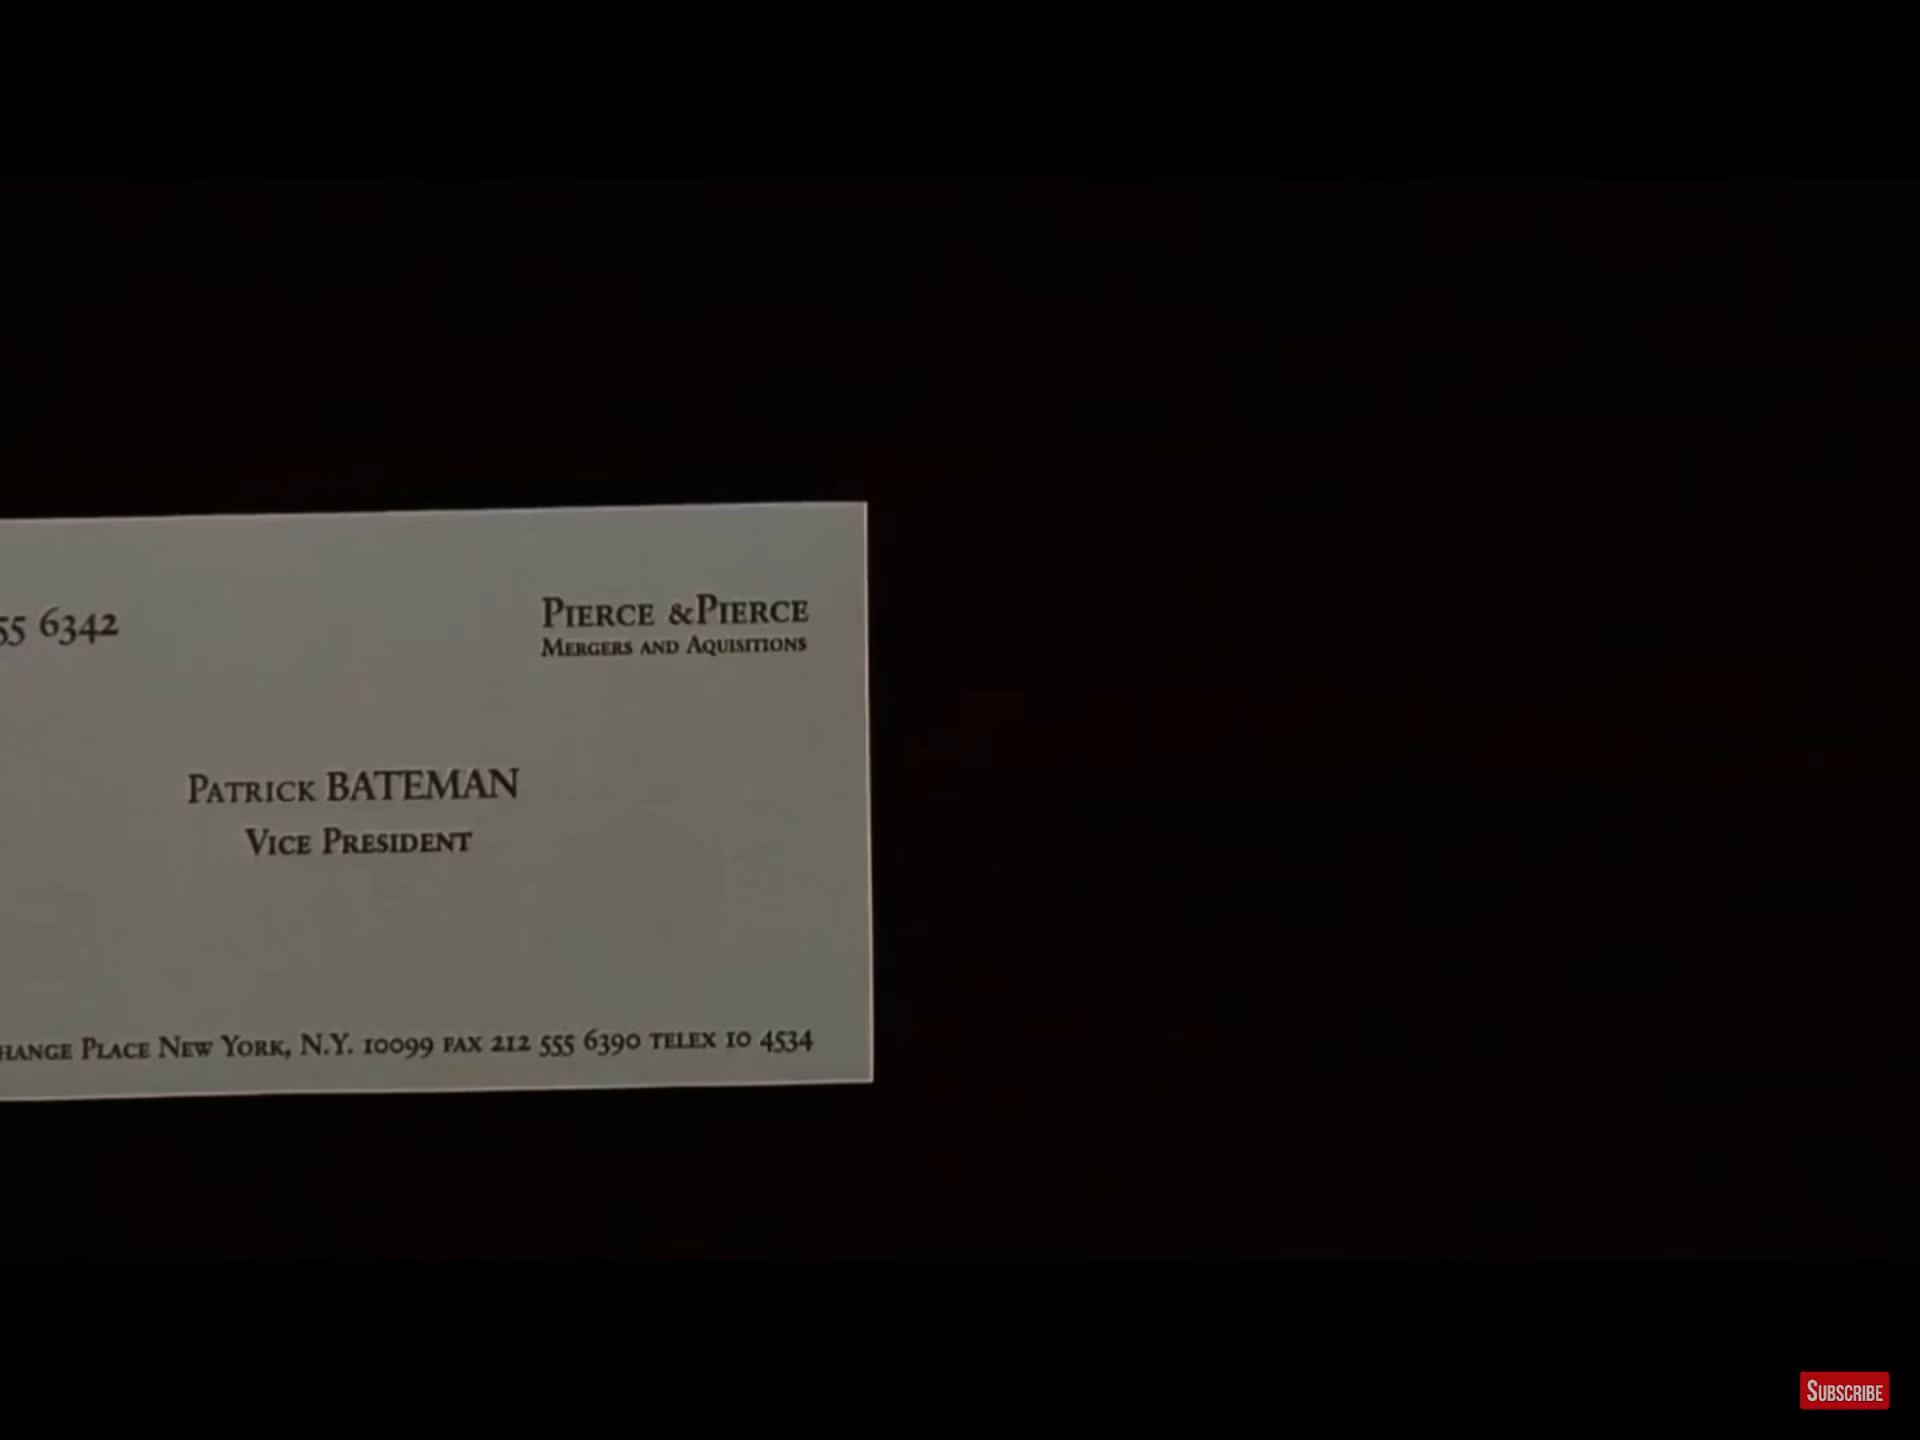 55 6342
PIERCE &PIERCE
MERGERS AND AQUISITIONS
PATRICK BATEMAN
VICE PRESIDENT
HANGE PLACE NEW YORK, N.Y. 10099 FAX 212 555 6390 TELEX 10 4534
SUBSCRIBE